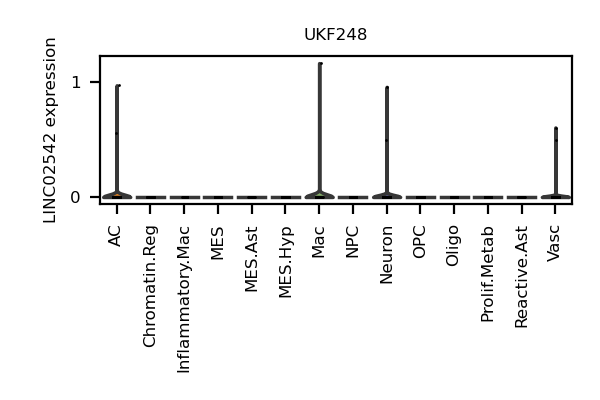 UKF248
LINC02542 expression
1
0
AC
Chromatin.Reg
Inflammatory.Mac
MES
MES.Ast
MES.Hyp
Mac
NPC
Neuron
OPC
Oligo
Prolif.Metab
Reactive.Ast
Vasc